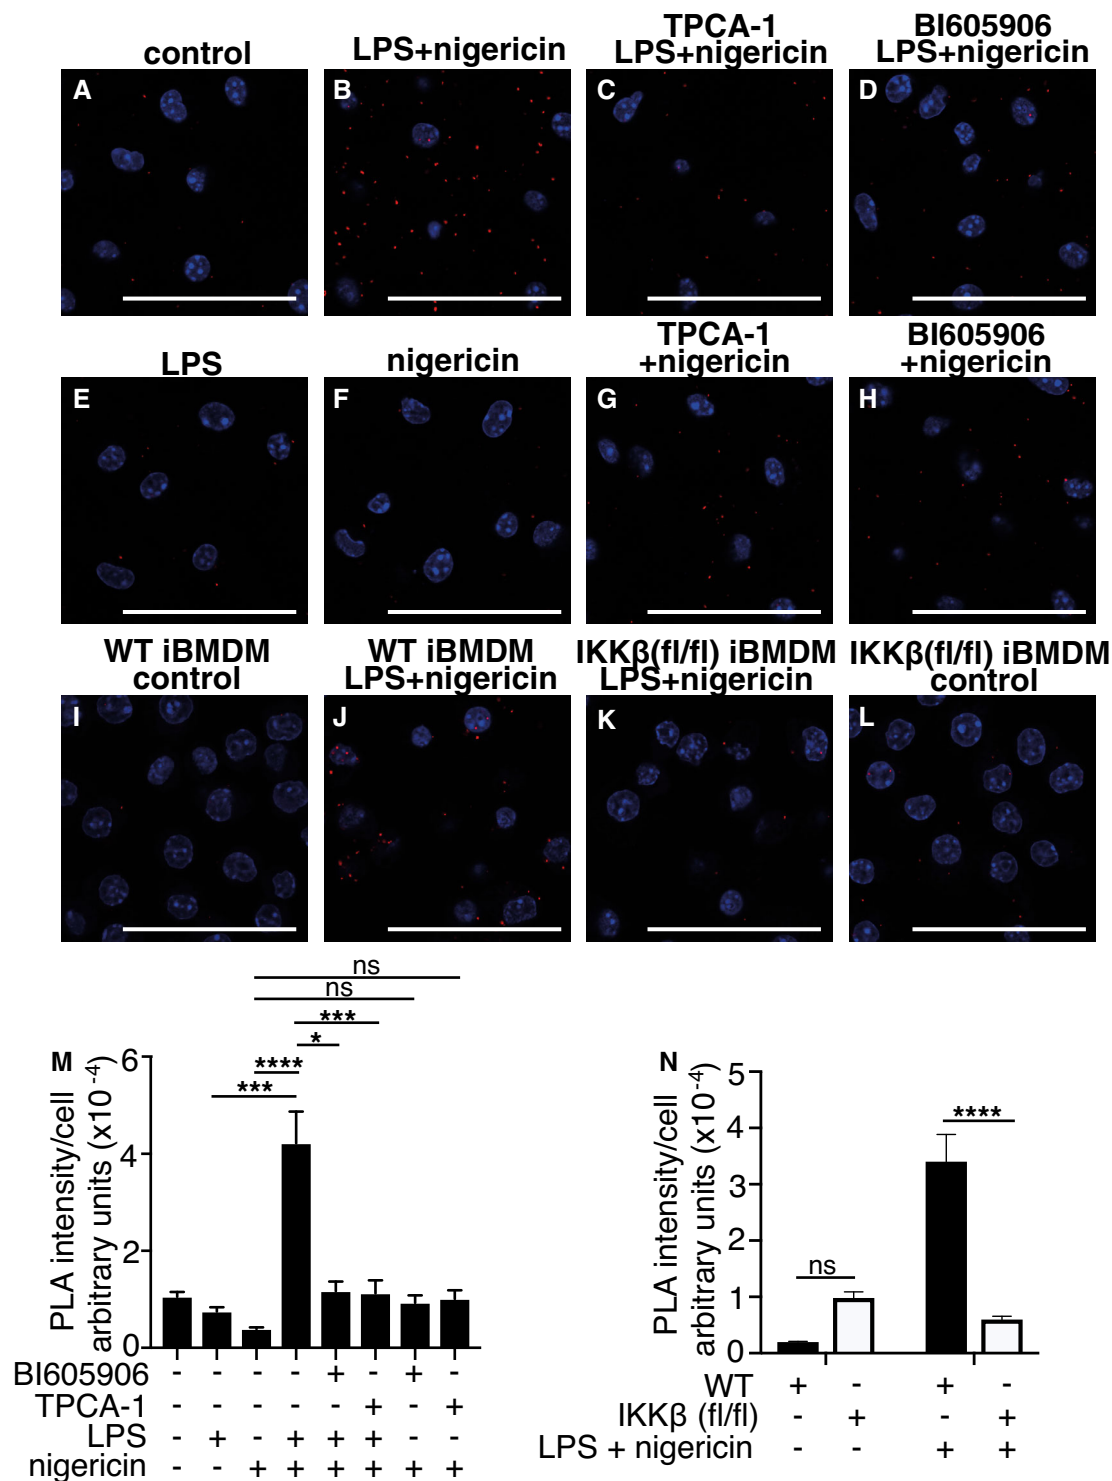 control
LPS+nigericin
TPCA-1
LPS+nigericin
BI605906
LPS+nigericin
A
B
C
D
LPS
nigericin
TPCA-1
+nigericin
BI605906
+nigericin
E
F
G
H
WT iBMDM
control
WT iBMDM
LPS+nigericin
IKKβ(fl/fl) iBMDM
LPS+nigericin
IKKβ(fl/fl) iBMDM
control
I
J
K
L
M
PLA intensity/cell
arbitrary units (x10⁻⁴)
6
4
2
0
ns
ns
***
*
****
***
BI605906 - - - - + - + -
TPCA-1 - - - - - + - +
LPS - + - + + + - -
nigericin - - + + + + + +
N
PLA intensity/cell
arbitrary units (x10⁻⁴)
5
4
3
2
1
0
ns
****
WT + - + -
IKKβ (fl/fl) - + - +
LPS + nigericin - - + +